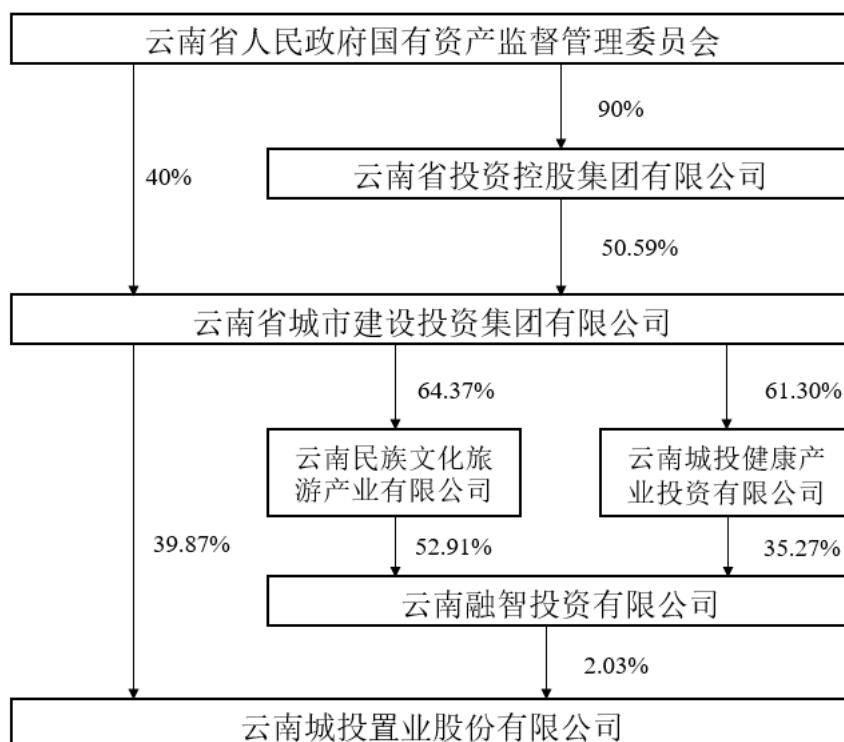 云南省人民政府国有资产监督管理委员会
90%
40%
云南省投资控股集团有限公司
50.59%
云南省城市建设投资集团有限公司
64.37%
61.30%
云南民族文化旅
游产业有限公司
云南城投健康产
业投资有限公司
39.87%
52.91%
35.27%
云南融智投资有限公司
2.03%
云南城投置业股份有限公司